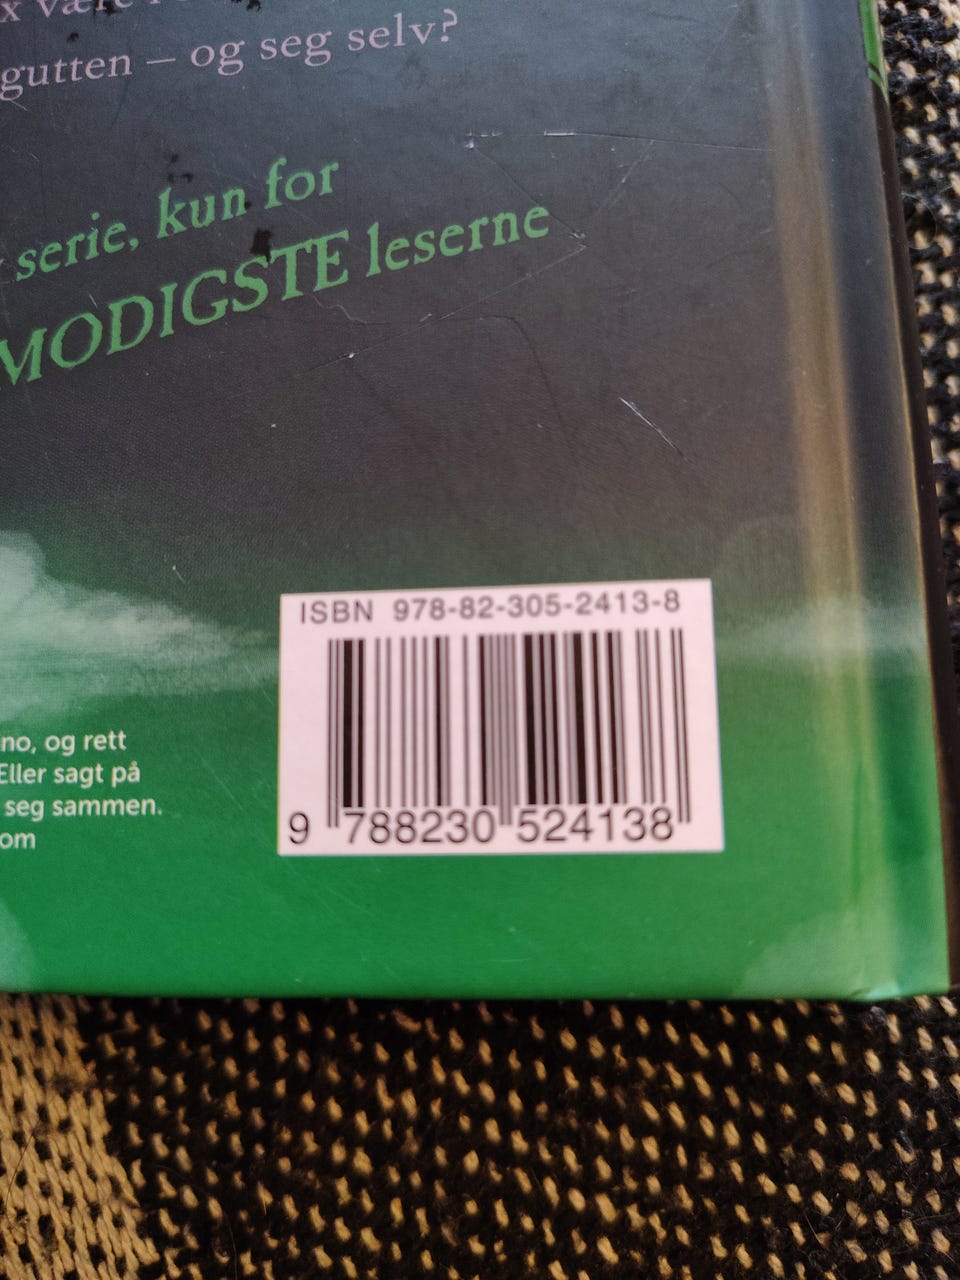 være
gutten – og seg selv?
serie, kun for
MODIGSTE leserne
ISBN 978-82-305-2413-8
9 788230 524138
no, og rett
Eller sagt på
seg sammen.
om